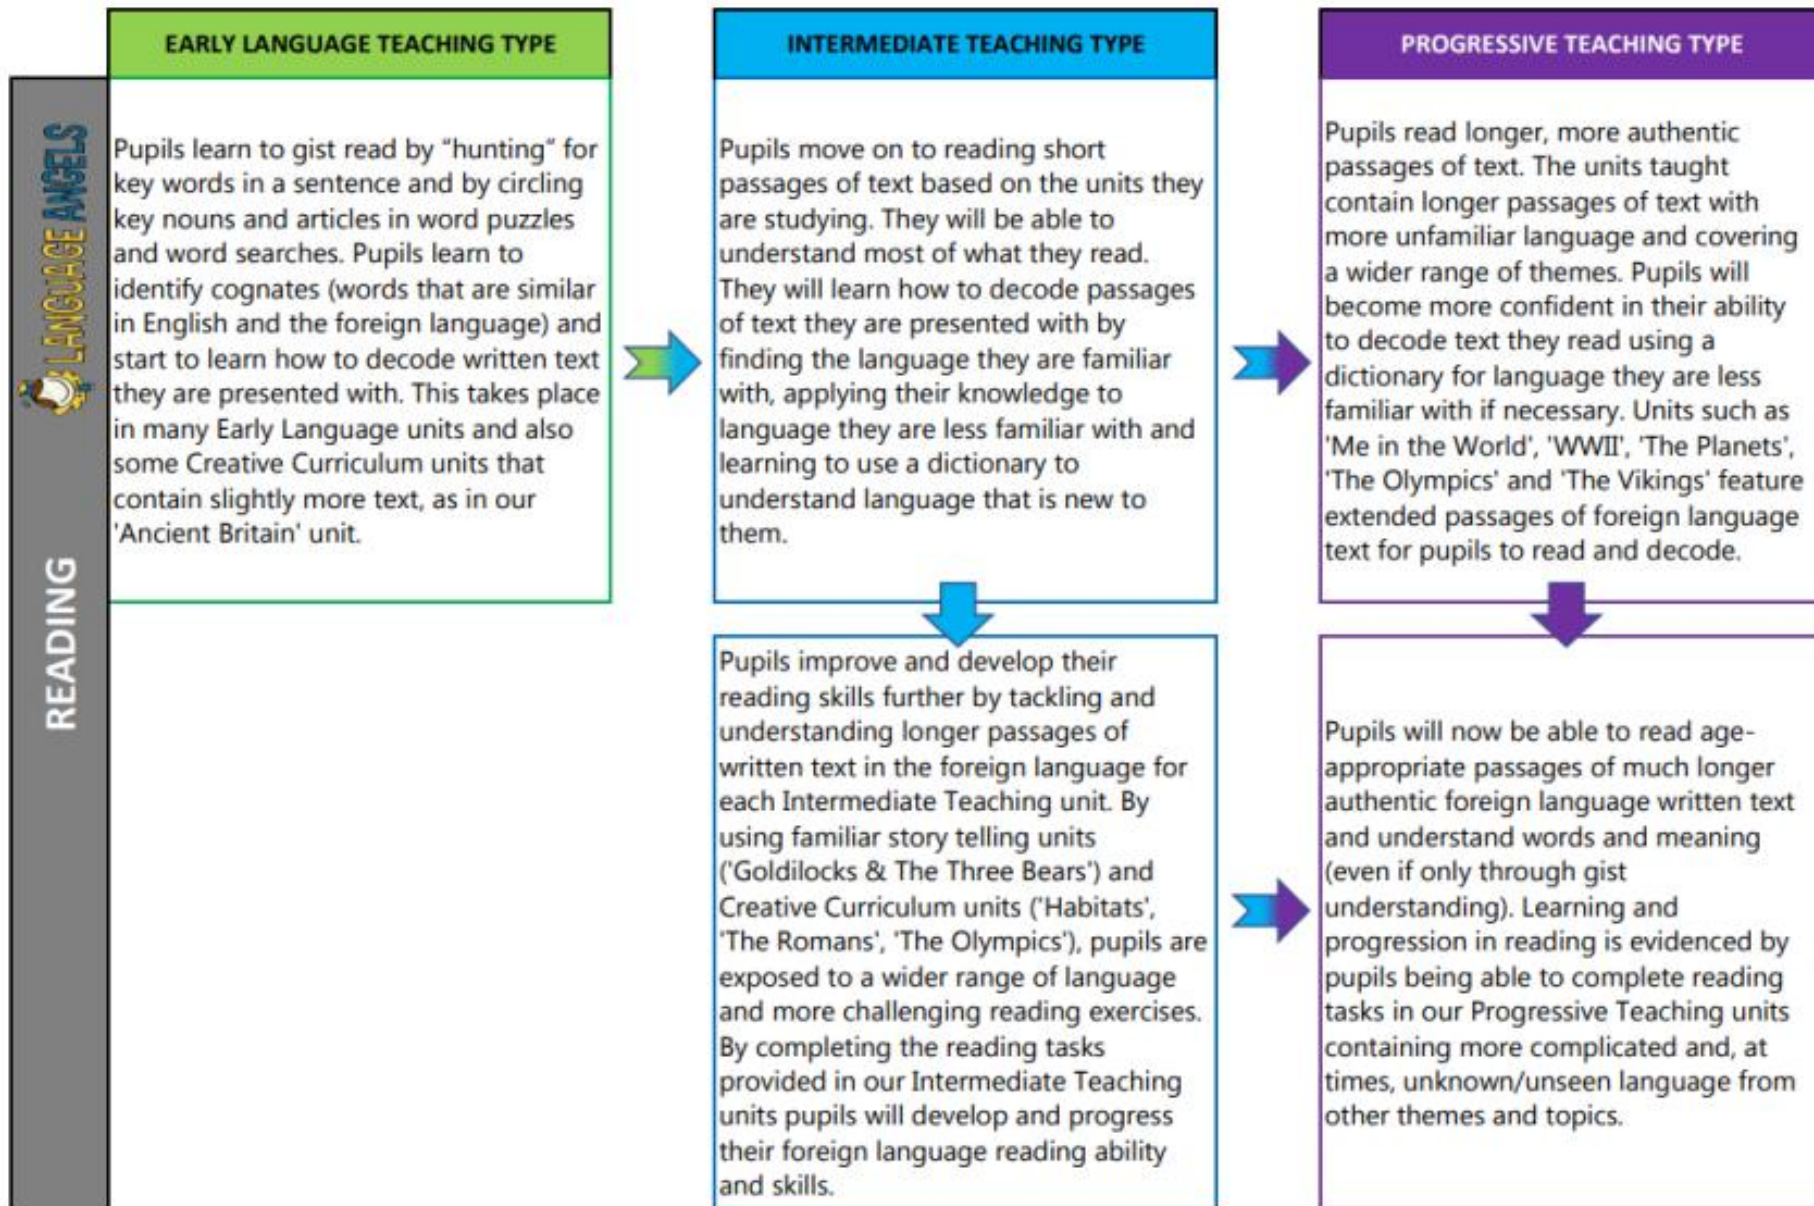 EARLY LANGUAGE TEACHING TYPE
INTERMEDIATE TEACHING TYPE
PROGRESSIVE TEACHING TYPE
LANGUAGE ANGELS
READING
Pupils learn to gist read by “hunting” for
key words in a sentence and by circling
key nouns and articles in word puzzles
and word searches. Pupils learn to
identify cognates (words that are similar
in English and the foreign language) and
start to learn how to decode written text
they are presented with. This takes place
in many Early Language units and also
some Creative Curriculum units that
contain slightly more text, as in our
'Ancient Britain' unit.
Pupils move on to reading short
passages of text based on the units they
are studying. They will be able to
understand most of what they read.
They will learn how to decode passages
of text they are presented with by
finding the language they are familiar
with, applying their knowledge to
language they are less familiar with and
learning to use a dictionary to
understand language that is new to
them.
Pupils read longer, more authentic
passages of text. The units taught
contain longer passages of text with
more unfamiliar language and covering
a wider range of themes. Pupils will
become more confident in their ability
to decode text they read using a
dictionary for language they are less
familiar with if necessary. Units such as
'Me in the World', 'WWII', 'The Planets',
'The Olympics' and 'The Vikings' feature
extended passages of foreign language
text for pupils to read and decode.
Pupils improve and develop their
reading skills further by tackling and
understanding longer passages of
written text in the foreign language for
each Intermediate Teaching unit. By
using familiar story telling units
('Goldilocks & The Three Bears') and
Creative Curriculum units ('Habitats',
'The Romans', 'The Olympics'), pupils are
exposed to a wider range of language
and more challenging reading exercises.
By completing the reading tasks
provided in our Intermediate Teaching
units pupils will develop and progress
their foreign language reading ability
and skills.
Pupils will now be able to read age-
appropriate passages of much longer
authentic foreign language written text
and understand words and meaning
(even if only through gist
understanding). Learning and
progression in reading is evidenced by
pupils being able to complete reading
tasks in our Progressive Teaching units
containing more complicated and, at
times, unknown/unseen language from
other themes and topics.